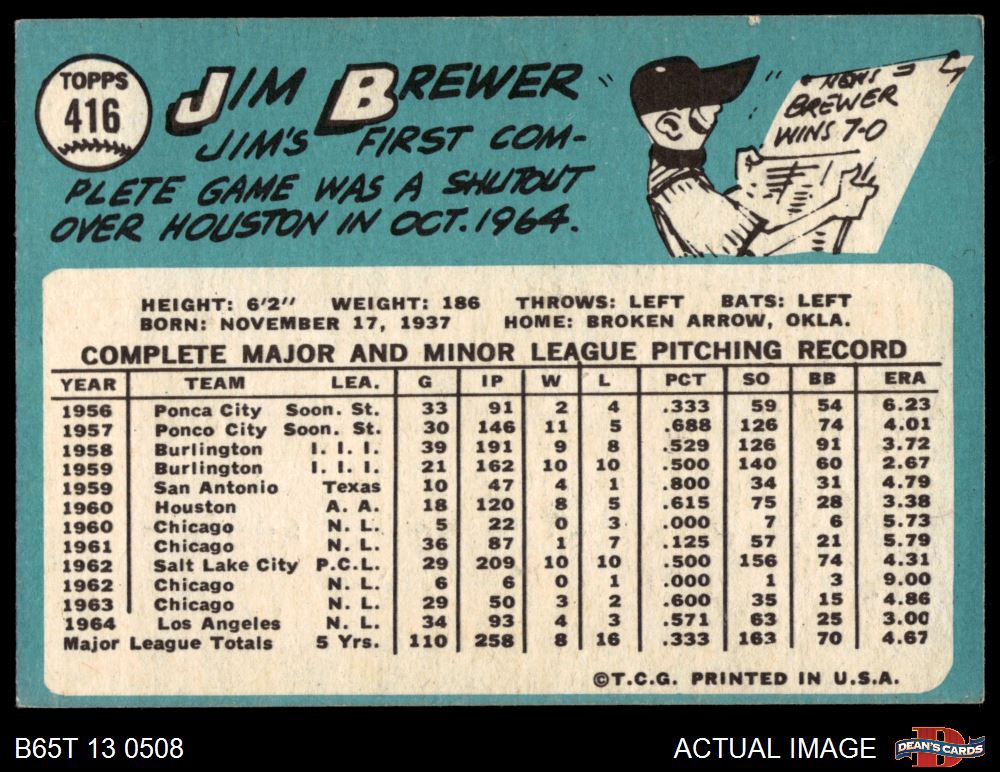 TOPPS
416
JIM BREWER
JIM'S FIRST COM-
PLETE GAME WAS A SHUTOUT
OVER HOUSTON IN OCT. 1964.
NEWS
BREWER
WINS 7-0
HEIGHT: 6'2" WEIGHT: 186 THROWS: LEFT BATS: LEFT
BORN: NOVEMBER 17, 1937 HOME: BROKEN ARROW, OKLA.
COMPLETE MAJOR AND MINOR LEAGUE PITCHING RECORD
YEAR TEAM LEA. G IP W L PCT SO BB ERA
1956 Ponca City Soon. St. 33 91 2 4 .333 59 54 6.23
1957 Ponco City Soon. St. 30 146 11 5 .688 126 74 4.01
1958 Burlington I. I. I. 39 191 9 8 .529 126 91 3.72
1959 Burlington I. I. I. 21 162 10 10 .500 140 60 2.67
1959 San Antonio Texas 10 47 4 1 .800 34 31 4.79
1960 Houston A. A. 18 120 8 5 .615 75 28 3.38
1960 Chicago N. L. 5 22 0 3 .000 7 6 5.73
1961 Chicago N. L. 36 87 1 7 .125 57 21 5.79
1962 Salt Lake City P.C.L. 29 209 10 10 .500 156 74 4.31
1962 Chicago N. L. 6 6 0 1 .000 1 3 9.00
1963 Chicago N. L. 29 50 3 2 .600 35 15 4.86
1964 Los Angeles N. L. 34 93 4 3 .571 63 25 3.00
Major League Totals 5 Yrs. 110 258 8 16 .333 163 70 4.67
©T.C.G. PRINTED IN U.S.A.
B65T 13 0508 ACTUAL IMAGE
D
DEAN'S CARDS